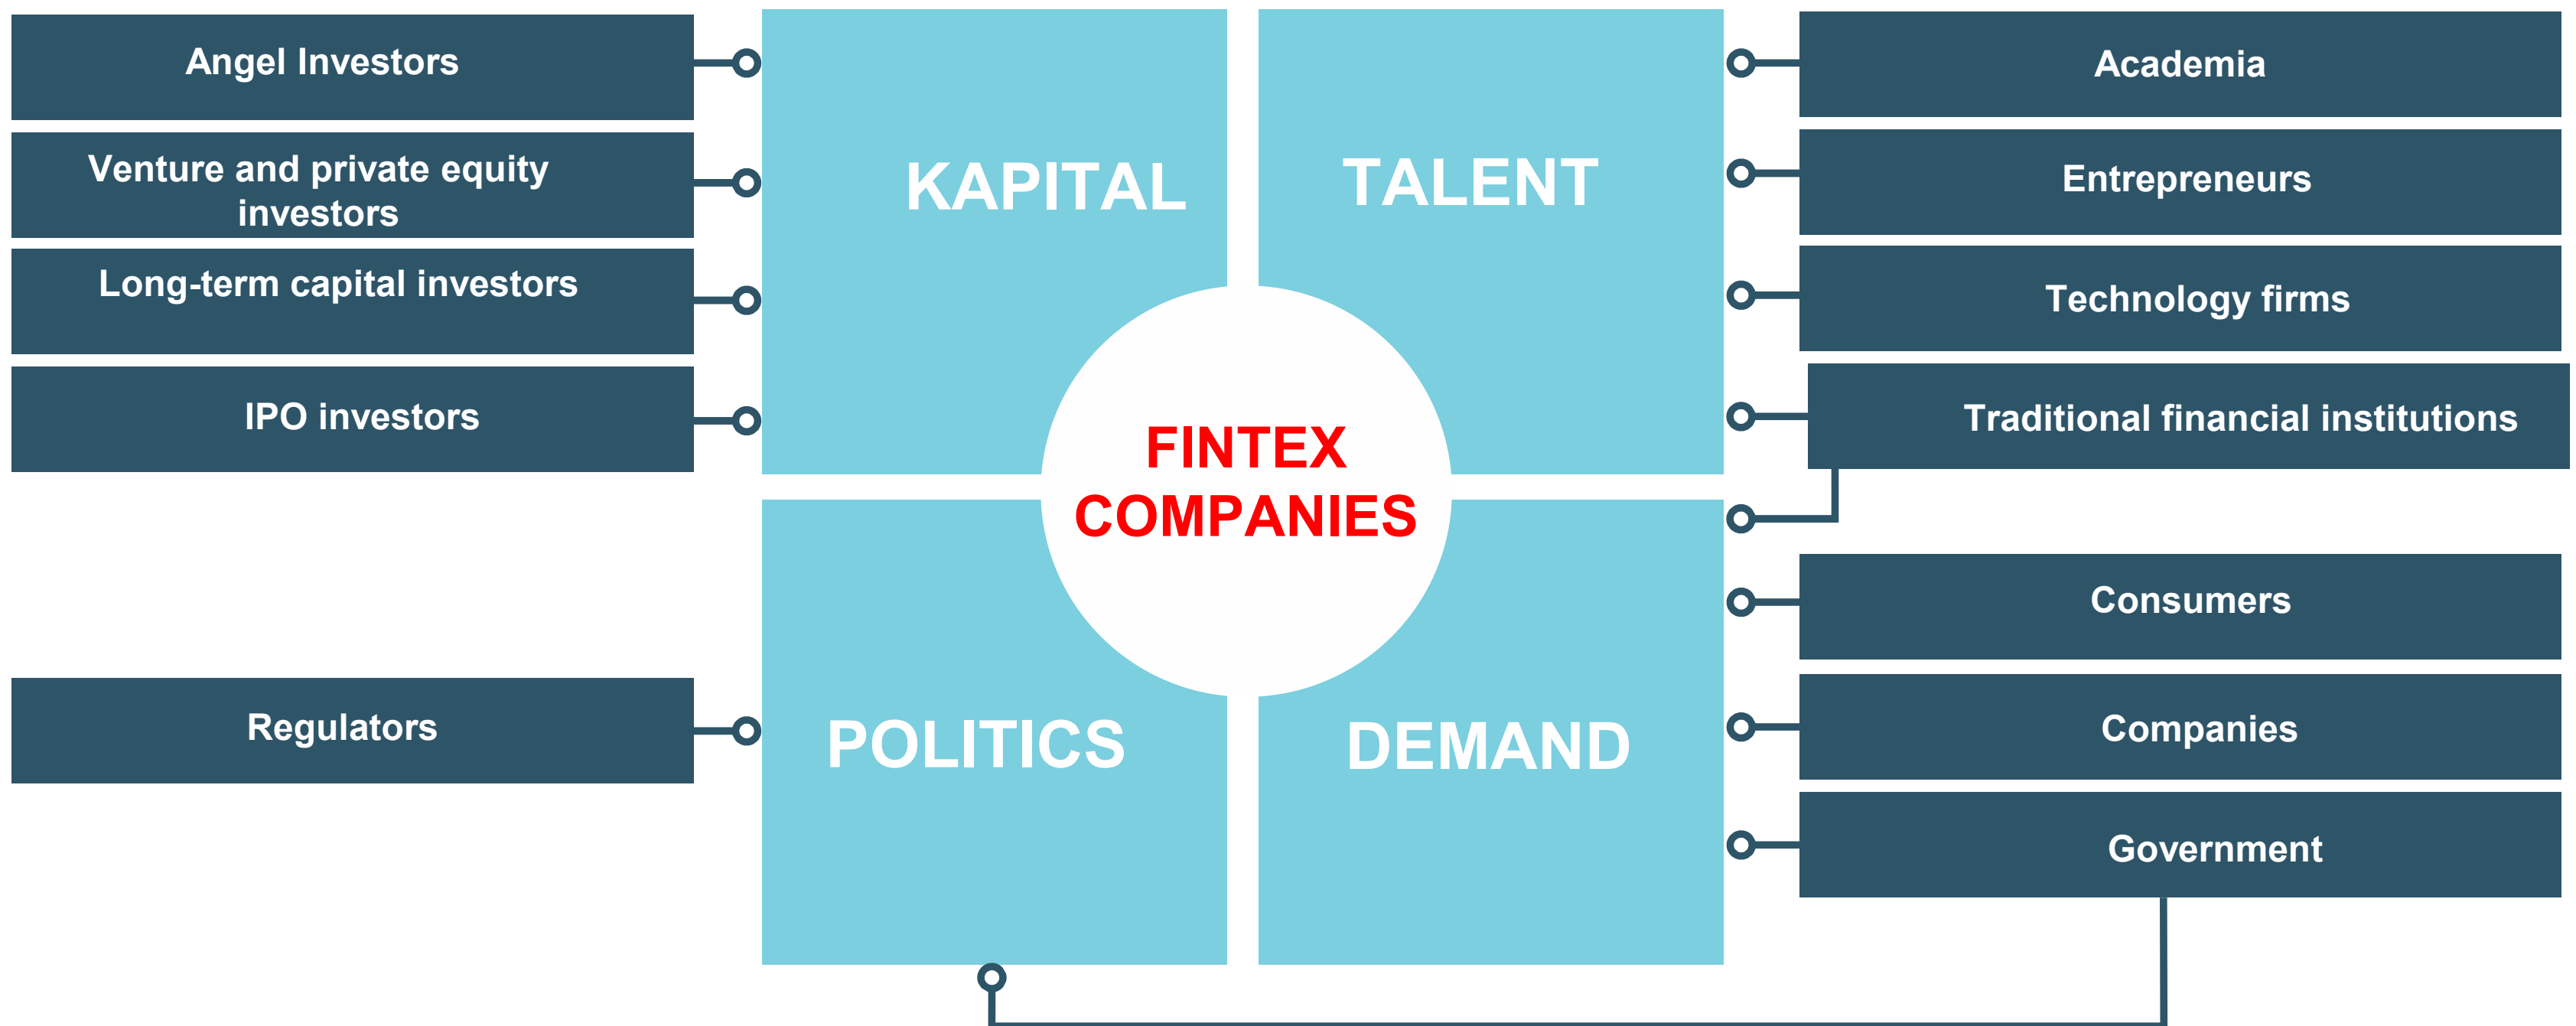 Angel Investors
Venture and private equity
investors
Long-term capital investors
IPO investors
Regulators
KAPITAL
TALENT
FINTEX
COMPANIES
POLITICS
DEMAND
Academia
Entrepreneurs
Technology firms
Traditional financial institutions
Consumers
Companies
Government